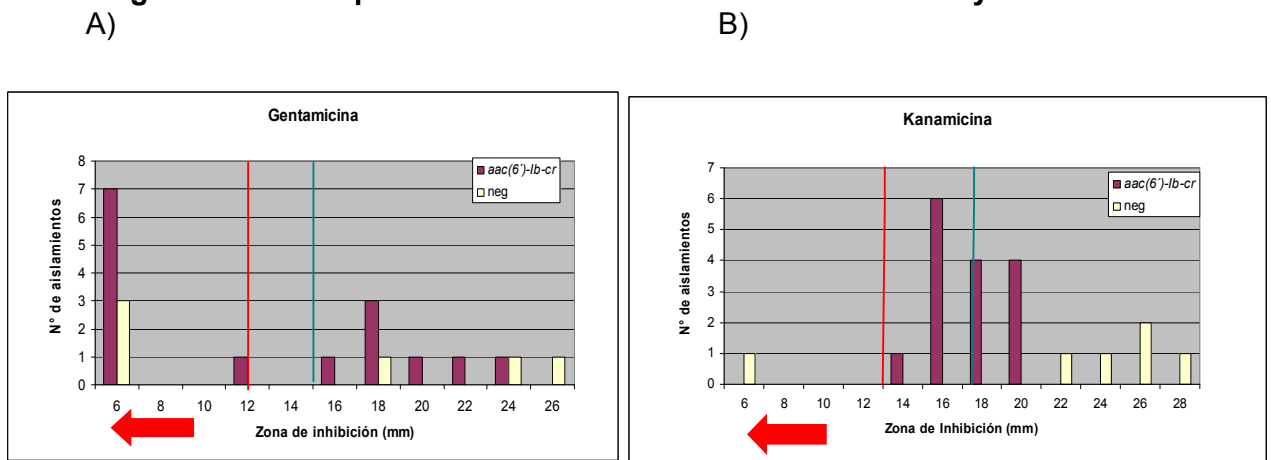 A)
B)
Gentamicina
8
7
6
5
4
3
2
1
0
N° de aislamientos
aac(6´)-Ib-cr
neg
6 8 10 12 14 16 18 20 22 24 26
Zona de inhibición (mm)
Kanamicina
7
6
5
4
3
2
1
0
N° de aislamientos
aac(6´)-Ib-cr
neg
6 8 10 12 14 16 18 20 22 24 26 28
Zona de Inhibición (mm)